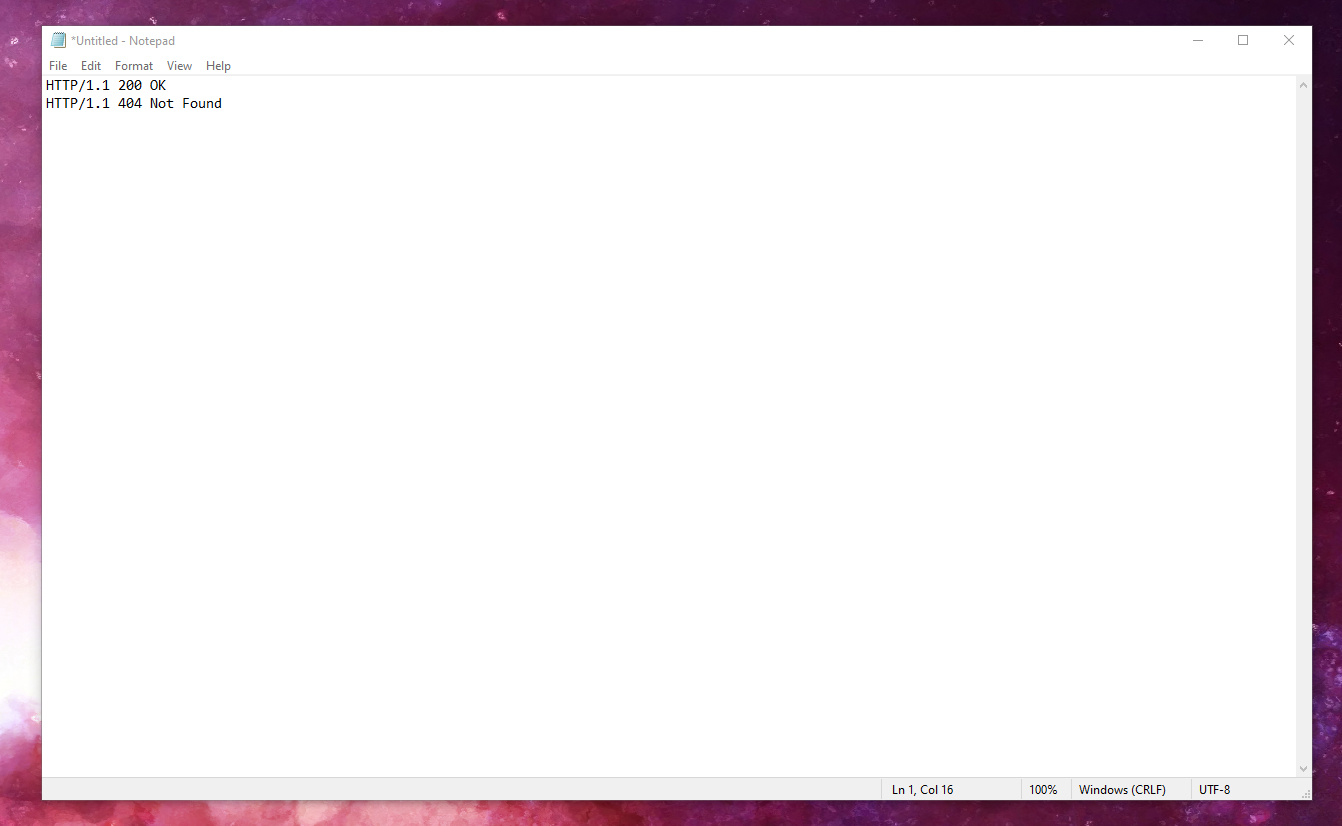 *Untitled - Notepad
File Edit Format View Help
HTTP/1.1 200 OK
HTTP/1.1 404 Not Found
Ln 1, Col 16 100% Windows (CRLF) UTF-8